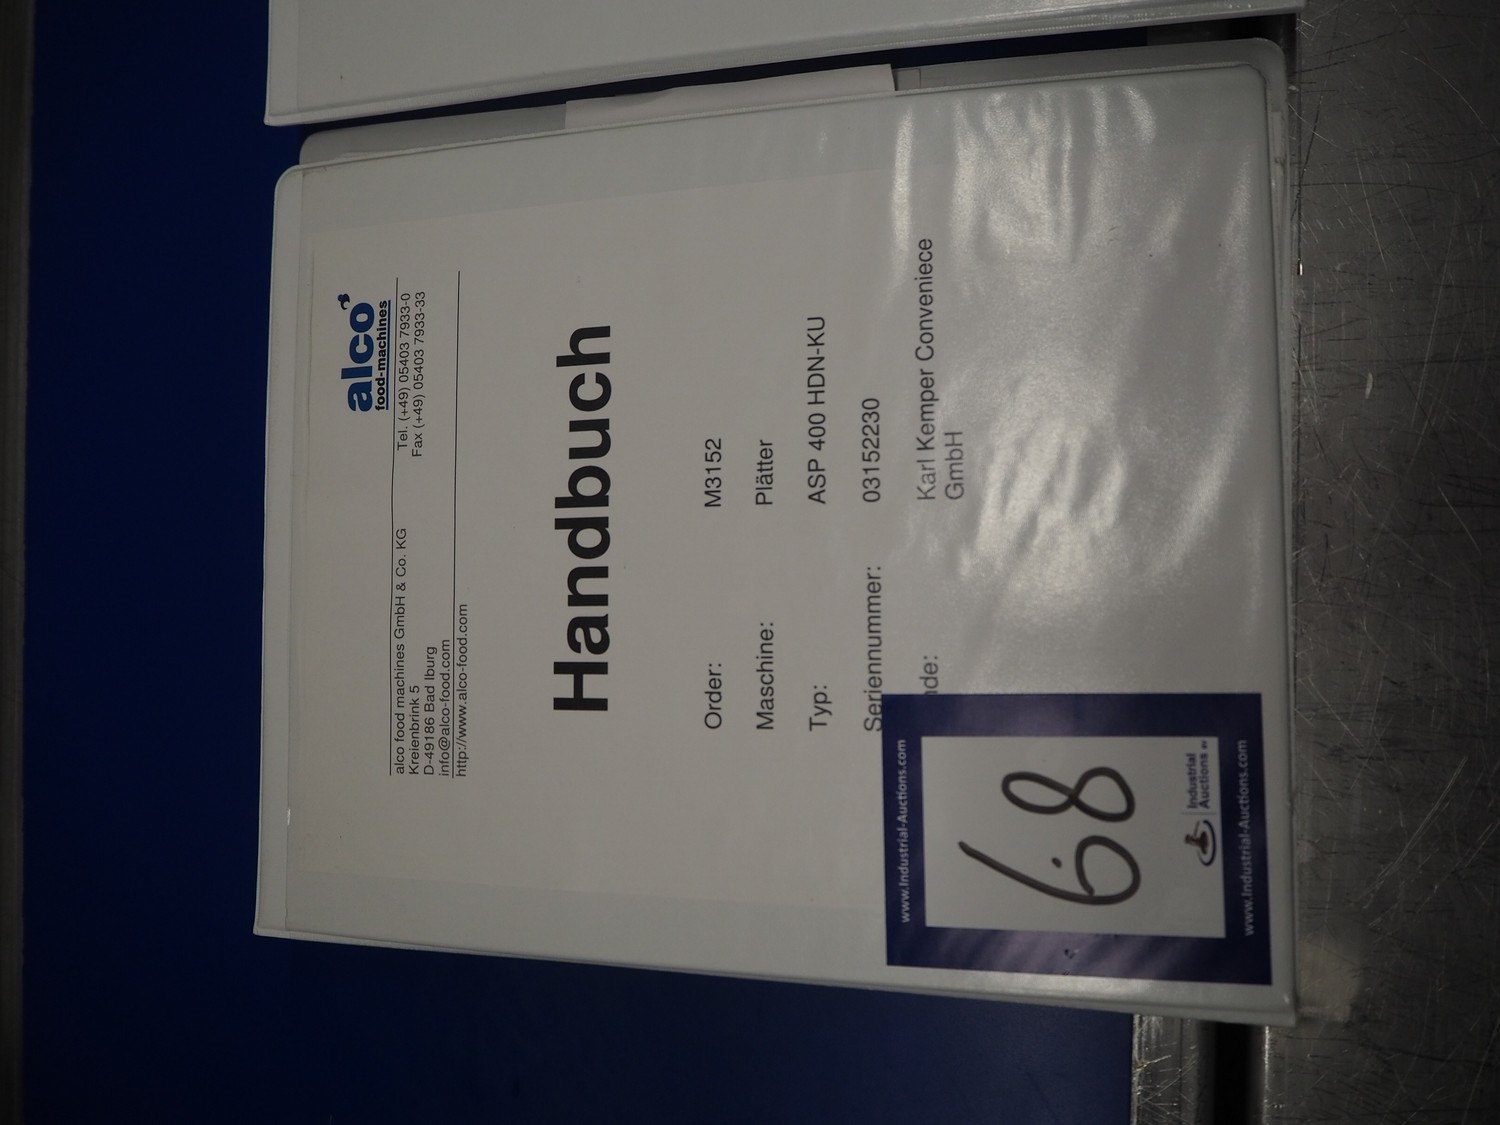 alco
food-machines
alco food machines GmbH & Co. KG
Kreienbrink 5
D-49186 Bad Iburg
info@alco-food.com
http://www.alco-food.com
Tel. (+49) 05403 7933-0
Fax (+49) 05403 7933-33
Handbuch
Order: M3152
Maschine: Plätter
Typ: ASP 400 HDN-KU
Seriennummer: 03152230
nde: Karl Kemper Conveniece
GmbH
www.Industrial-Auctions.com
68
Industrial
Auctions BV
www.Industrial-Auctions.com